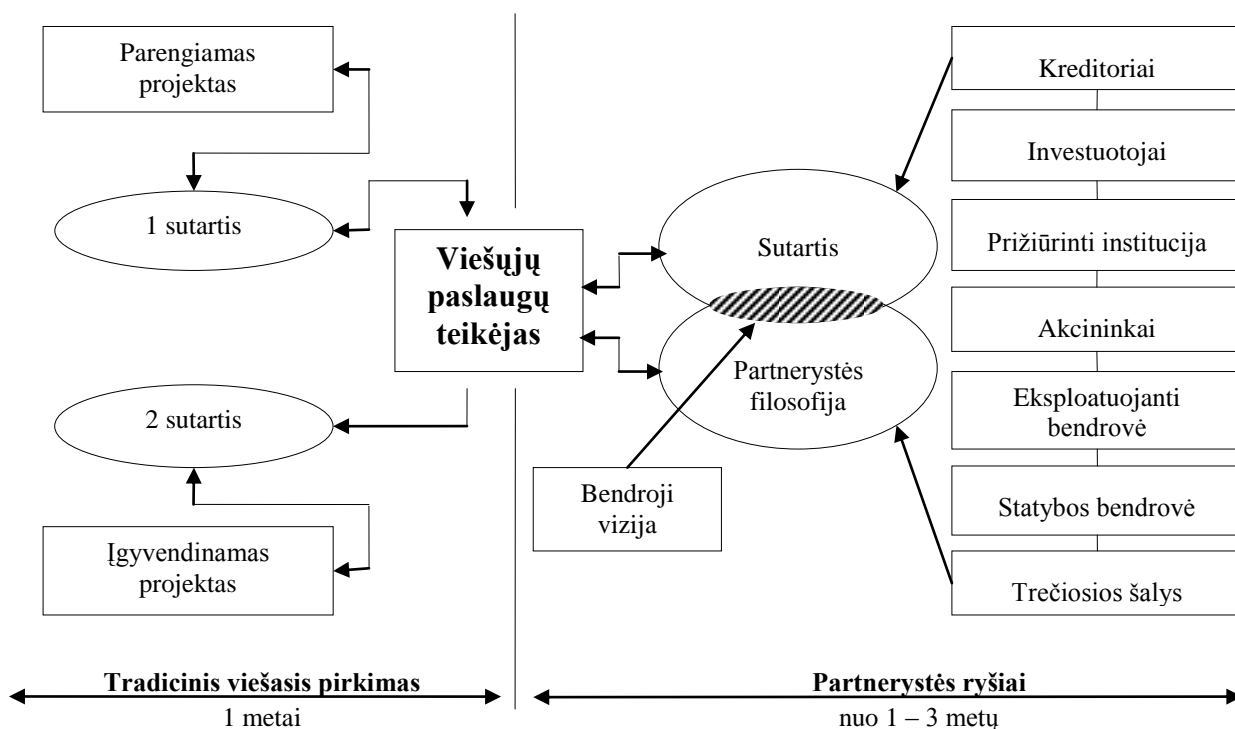 Parengiamas
projektas
1 sutartis
2 sutartis
Įgyvendinamas
projektas
Viešųjų
paslaugų
teikėjas
Sutartis
Partnerystės
filosofija
Bendroji
vizija
Kreditoriai
Investuotojai
Prižiūrinti institucija
Akcininkai
Eksploatuojanti
bendrovė
Statybos bendrovė
Trečiosios šalys
Tradicinis viešasis pirkimas
1 metai
Partnerystės ryšiai
nuo 1 – 3 metų